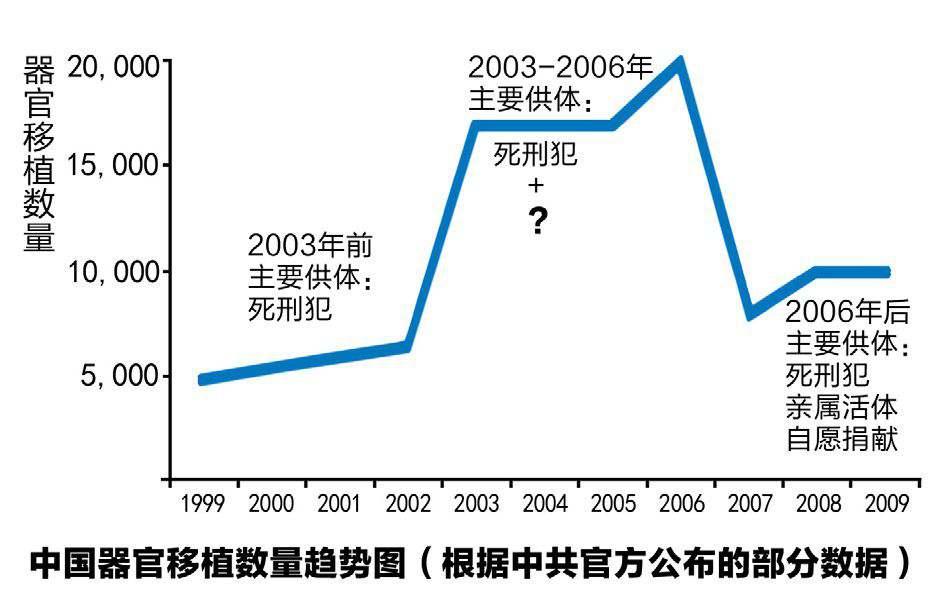 器官移植数量
20,000
15,000
10,000
5,000
2003年前
主要供体：
死刑犯
2003-2006年
主要供体：
死刑犯
+
?
2006年后
主要供体：
死刑犯
亲属活体
自愿捐献
1999 2000 2001 2002 2003 2004 2005 2006 2007 2008 2009
中国器官移植数量趋势图（根据中共官方公布的部分数据）